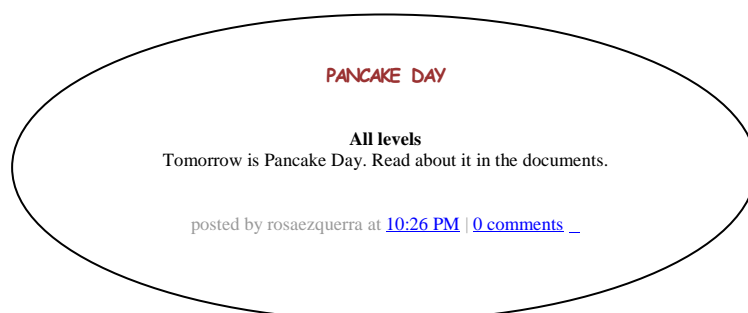 PANCAKE DAY
All levels
Tomorrow is Pancake Day. Read about it in the documents.
posted by rosaezquerra at 10:26 PM | 0 comments